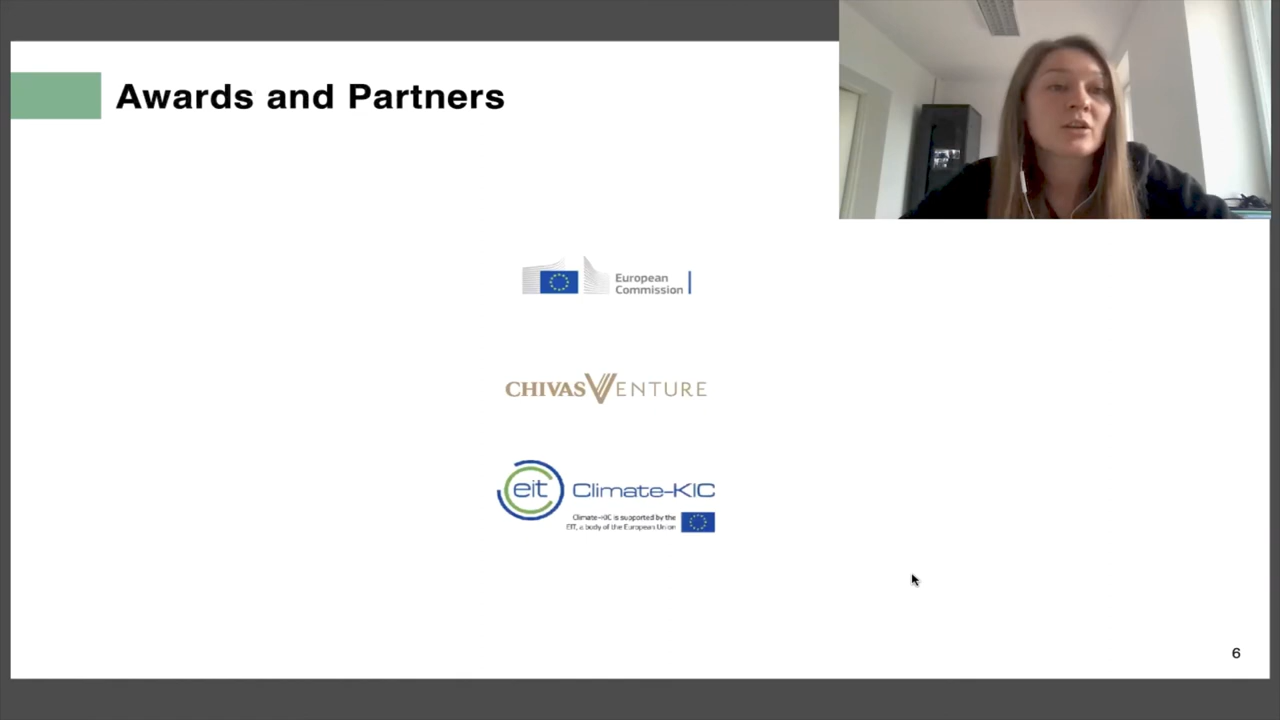 Awards and Partners
European
Commission
CHIVAS VENTURE
eit Climate-KIC
Climate-KIC is supported by the
EIT, a body of the European Union
6